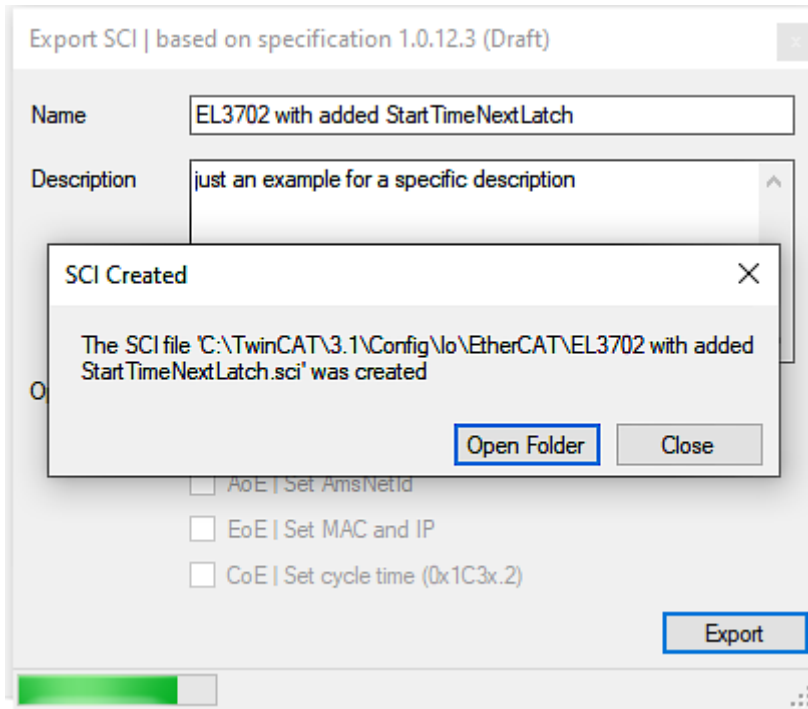 Export SCI | based on specification 1.0.12.3 (Draft)
x
Name
EL3702 with added StartTimeNextLatch
Description
just an example for a specific description
SCI Created
The SCI file 'C:\TwinCAT\3.1\Config\Io\EtherCAT\EL3702 with added
StartTimeNextLatch.sci' was created
Open Folder
Close
AoE | Set AmsNetId
EoE | Set MAC and IP
CoE | Set cycle time (0x1C3x.2)
Export